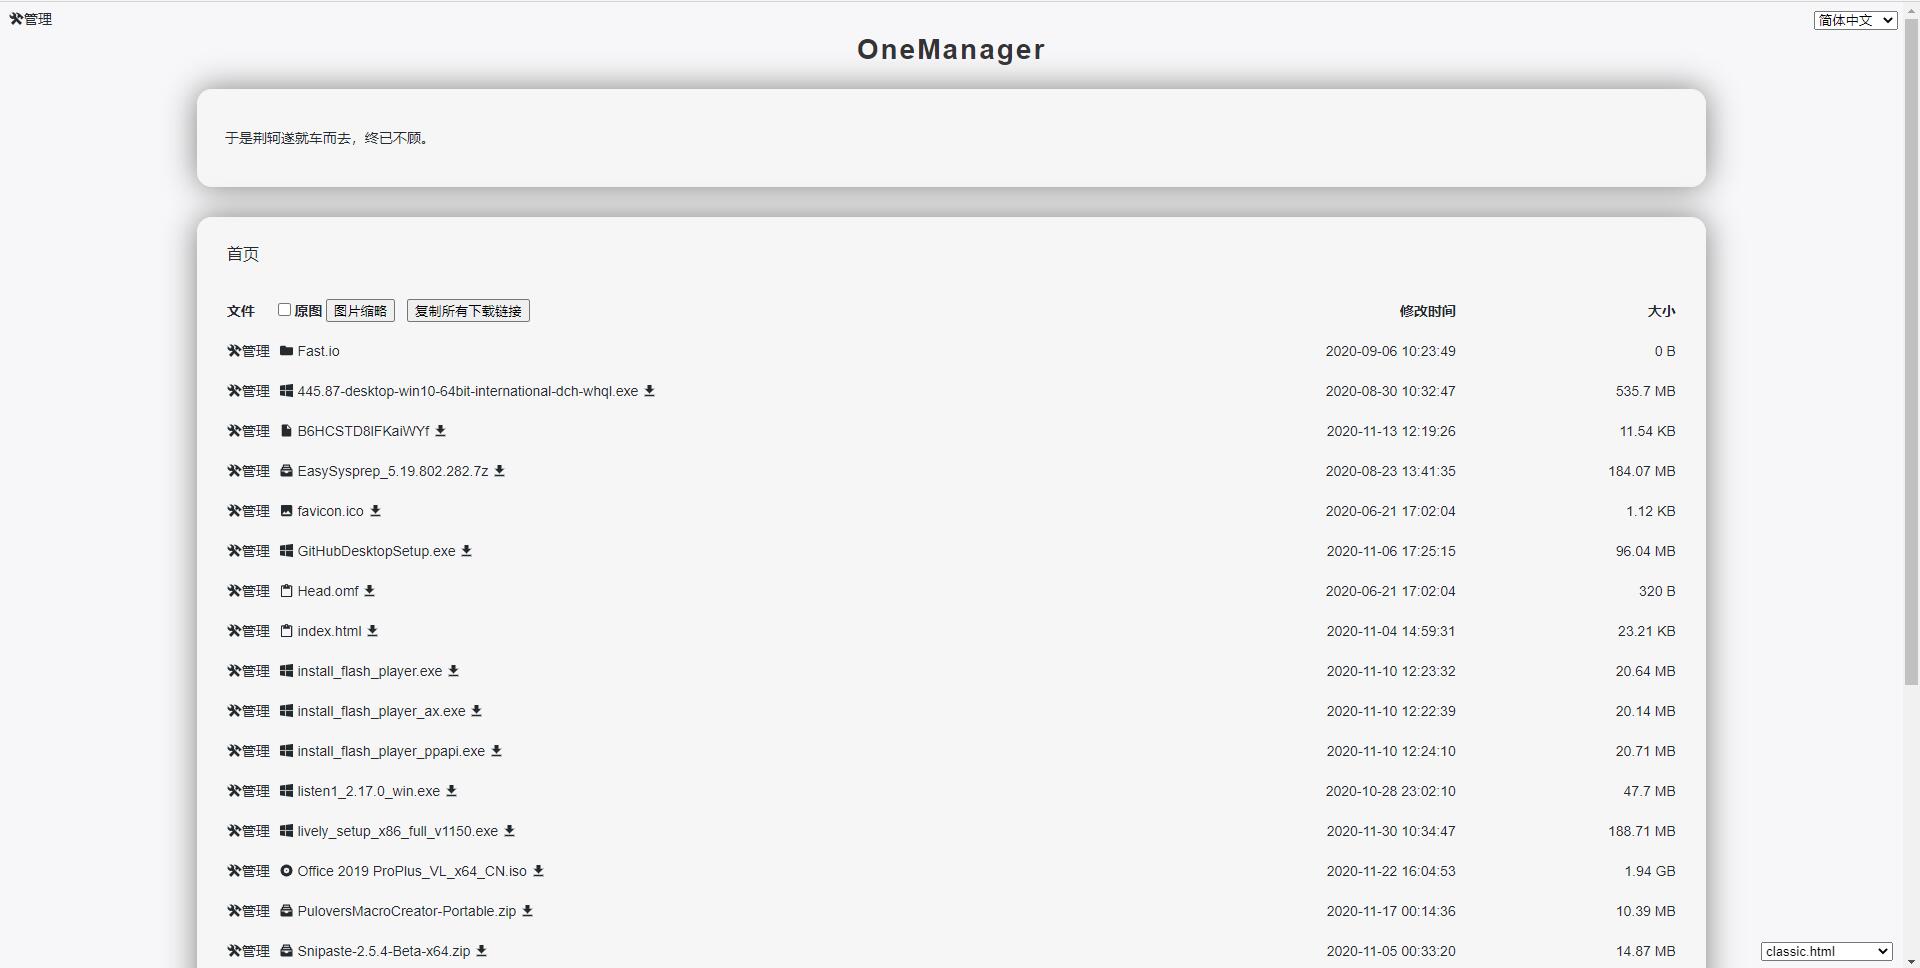 管理 简体中文
OneManager
于是荆轲遂就车而去，终已不顾。
首页
文件 原图 图片缩略 复制所有下载链接 修改时间 大小
管理 Fast.io 2020-09-06 10:23:49 0 B
管理 445.87-desktop-win10-64bit-international-dch-whql.exe 2020-08-30 10:32:47 535.7 MB
管理 B6HCSTD8IFKaiWYf 2020-11-13 12:19:26 11.54 KB
管理 EasySysprep_5.19.802.282.7z 2020-08-23 13:41:35 184.07 MB
管理 favicon.ico 2020-06-21 17:02:04 1.12 KB
管理 GitHubDesktopSetup.exe 2020-11-06 17:25:15 96.04 MB
管理 Head.omf 2020-06-21 17:02:04 320 B
管理 index.html 2020-11-04 14:59:31 23.21 KB
管理 install_flash_player.exe 2020-11-10 12:23:32 20.64 MB
管理 install_flash_player_ax.exe 2020-11-10 12:22:39 20.14 MB
管理 install_flash_player_ppapi.exe 2020-11-10 12:24:10 20.71 MB
管理 listen1_2.17.0_win.exe 2020-10-28 23:02:10 47.7 MB
管理 lively_setup_x86_full_v1150.exe 2020-11-30 10:34:47 188.71 MB
管理 Office 2019 ProPlus_VL_x64_CN.iso 2020-11-22 16:04:53 1.94 GB
管理 PuloversMacroCreator-Portable.zip 2020-11-17 00:14:36 10.39 MB
管理 Snipaste-2.5.4-Beta-x64.zip 2020-11-05 00:33:20 14.87 MB
classic.html